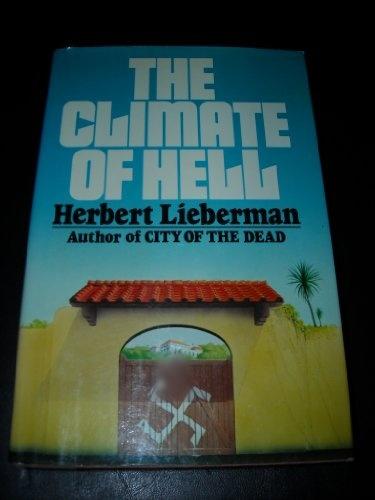 THE
CLIMATE
OF HELL
Herbert Lieberman
Author of CITY OF THE DEAD